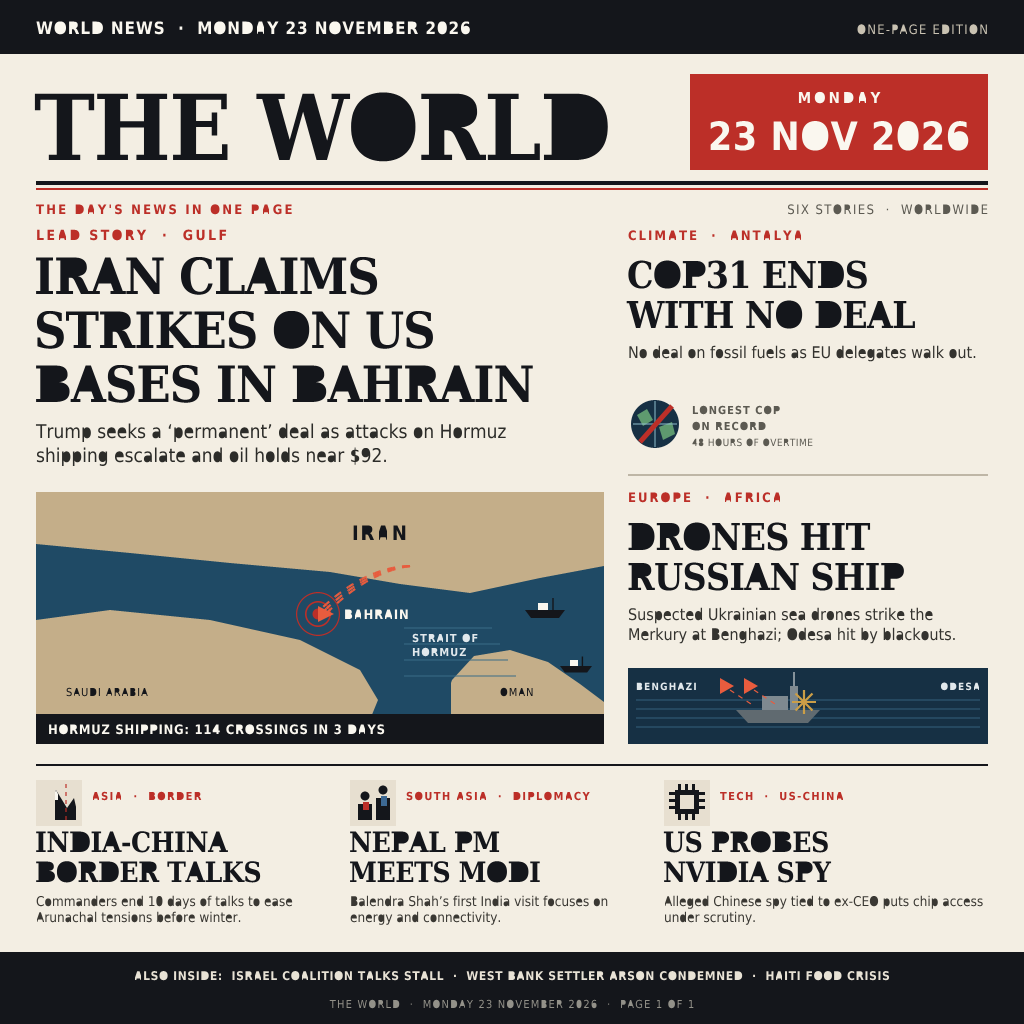 WORLD NEWS · MONDAY 23 NOVEMBER 2026
ONE-PAGE EDITION
THE WORLD
MONDAY
23 NOV 2026
THE DAY'S NEWS IN ONE PAGE
SIX STORIES · WORLDWIDE
LEAD STORY · GULF
IRAN CLAIMS
STRIKES ON US
BASES IN BAHRAIN
Trump seeks a ‘permanent’ deal as attacks on Hormuz
shipping escalate and oil holds near $92.
IRAN
BAHRAIN
STRAIT OF
HORMUZ
SAUDI ARABIA
OMAN
HORMUZ SHIPPING: 114 CROSSINGS IN 3 DAYS
CLIMATE · ANTALYA
COP31 ENDS
WITH NO DEAL
No deal on fossil fuels as EU delegates walk out.
LONGEST COP
ON RECORD
48 HOURS OF OVERTIME
EUROPE · AFRICA
DRONES HIT
RUSSIAN SHIP
Suspected Ukrainian sea drones strike the
Merkury at Benghazi; Odesa hit by blackouts.
BENGHAZI
ODESA
ASIA · BORDER
INDIA-CHINA
BORDER TALKS
Commanders end 10 days of talks to ease
Arunachal tensions before winter.
SOUTH ASIA · DIPLOMACY
NEPAL PM
MEETS MODI
Balendra Shah’s first India visit focuses on
energy and connectivity.
TECH · US-CHINA
US PROBES
NVIDIA SPY
Alleged Chinese spy tied to ex-CEO puts chip access
under scrutiny.
ALSO INSIDE: ISRAEL COALITION TALKS STALL · WEST BANK SETTLER ARSON CONDEMNED · HAITI FOOD CRISIS
THE WORLD · MONDAY 23 NOVEMBER 2026 · PAGE 1 OF 1